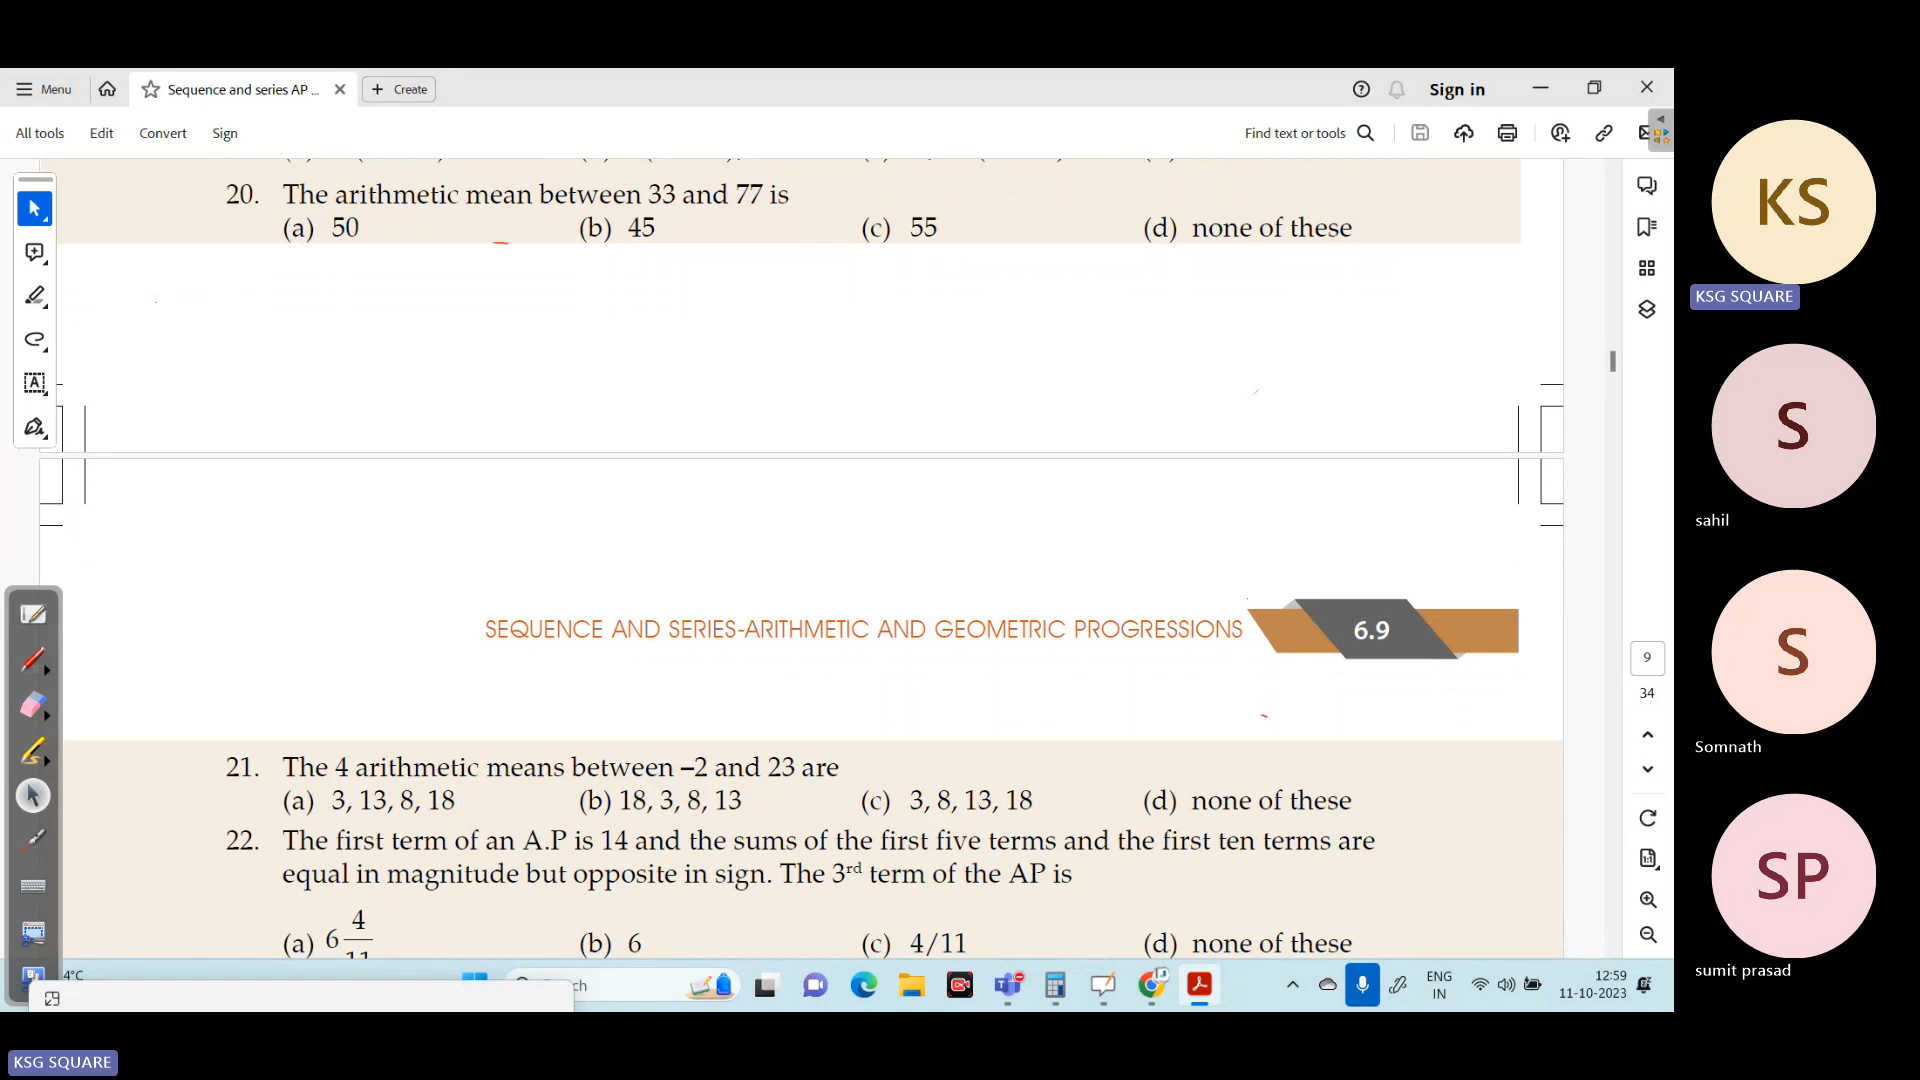 Menu
Sequence and series AP ...
Create
Sign in
All tools
Edit
Convert
Sign
Find text or tools
20. The arithmetic mean between 33 and 77 is
(a) 50 (b) 45 (c) 55 (d) none of these
SEQUENCE AND SERIES-ARITHMETIC AND GEOMETRIC PROGRESSIONS 6.9
21. The 4 arithmetic means between –2 and 23 are
(a) 3, 13, 8, 18 (b) 18, 3, 8, 13 (c) 3, 8, 13, 18 (d) none of these
22. The first term of an A.P is 14 and the sums of the first five terms and the first ten terms are
equal in magnitude but opposite in sign. The 3rd term of the AP is
(a) 6 4/11 (b) 6 (c) 4/11 (d) none of these
9
34
4°C
ch
ENG
IN
12:59
11-10-2023
KS
KSG SQUARE
S
sahil
S
Somnath
SP
sumit prasad
KSG SQUARE